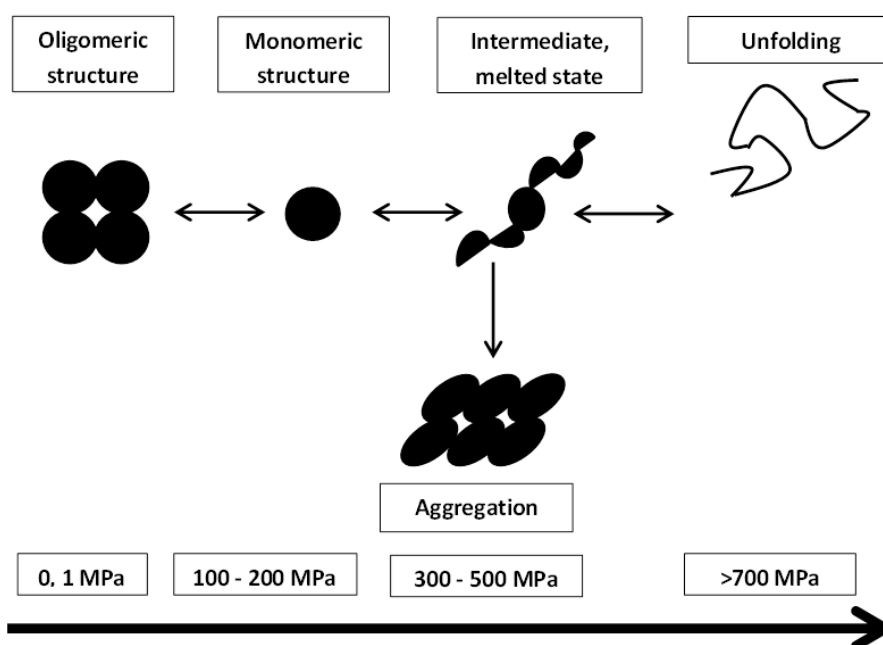 Oligomeric
structure
Monomeric
structure
Intermediate,
melted state
Unfolding
Aggregation
0, 1 MPa
100 - 200 MPa
300 - 500 MPa
>700 MPa